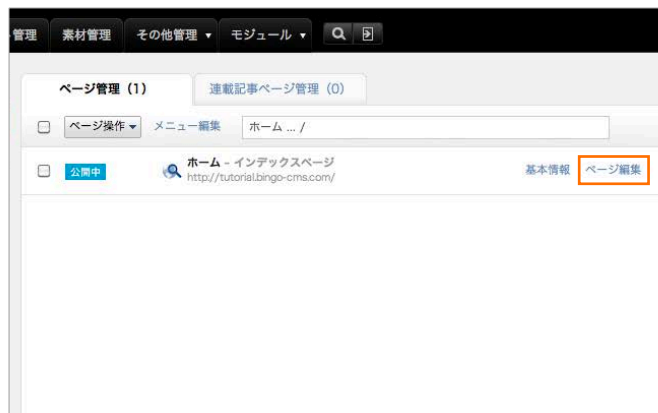 管理 素材管理 その他管理 ▼ モジュール ▼
ページ管理（1） 連載記事ページ管理（0）
ページ操作▼ メニュー編集 ホーム ... /
公開中 ホーム – インデックスページ 基本情報 ページ編集
http://tutorial.bingo-cms.com/